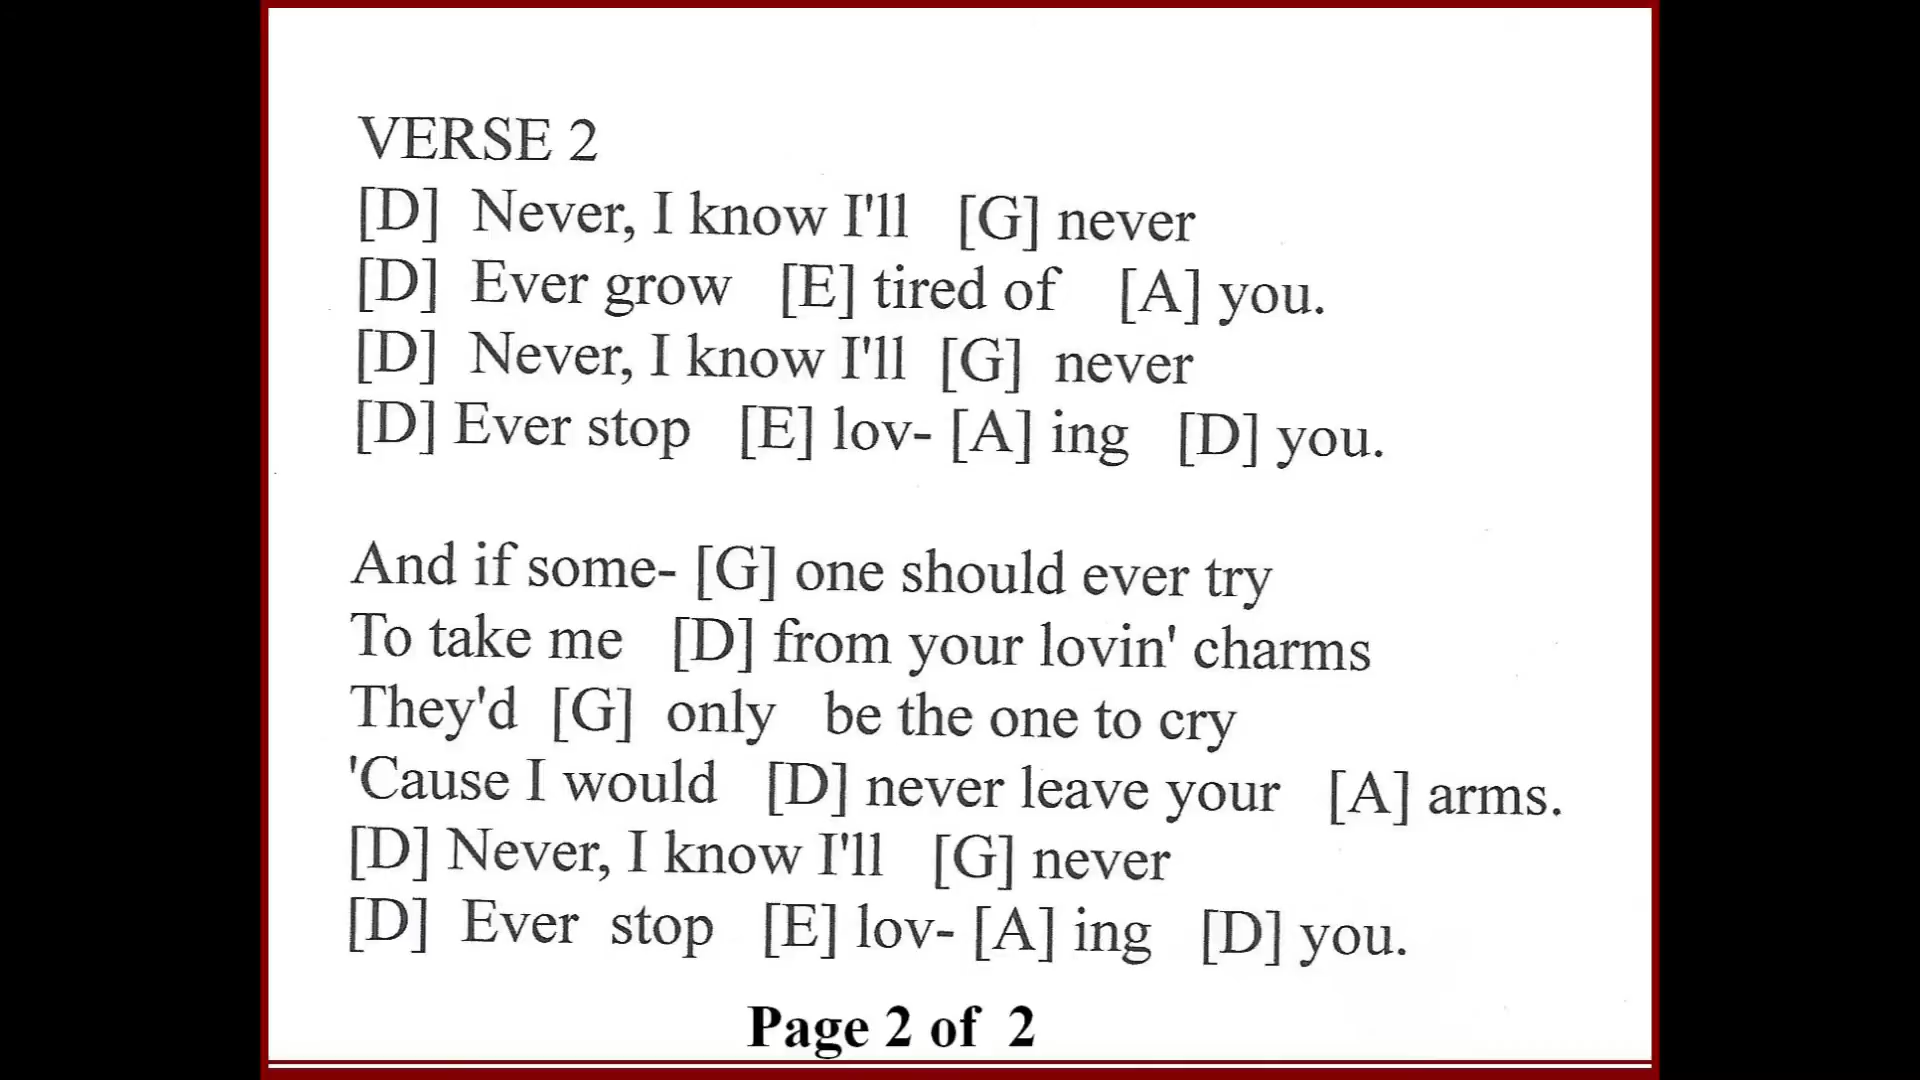 VERSE 2
[D] Never, I know I'll [G] never
[D] Ever grow [E] tired of [A] you.
[D] Never, I know I'll [G] never
[D] Ever stop [E] lov- [A] ing [D] you.
And if some- [G] one should ever try
To take me [D] from your lovin' charms
They'd [G] only be the one to cry
'Cause I would [D] never leave your [A] arms.
[D] Never, I know I'll [G] never
[D] Ever stop [E] lov- [A] ing [D] you.
Page 2 of 2